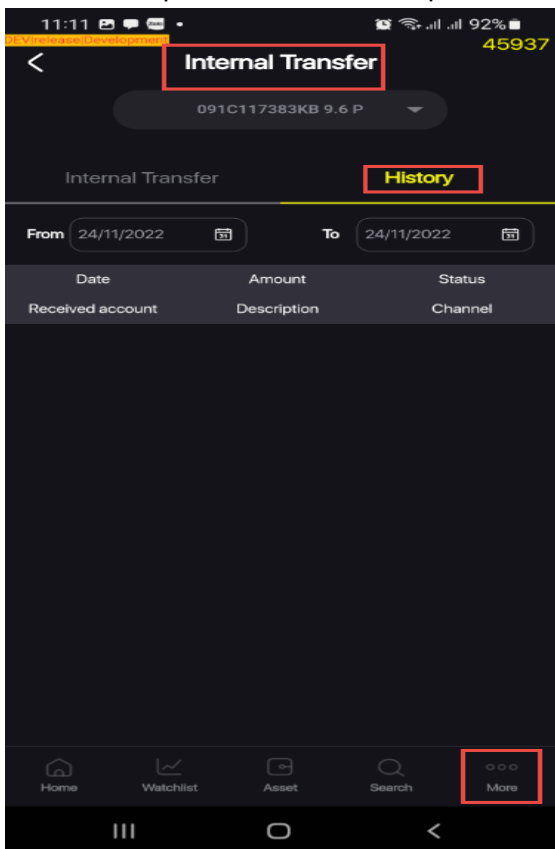 11:11 92%
DEV|release|Development 45937
Internal Transfer
091C117383KB 9.6 P
Internal Transfer History
From 24/11/2022 To 24/11/2022
Date Amount Status
Received account Description Channel
Home Watchlist Asset Search More